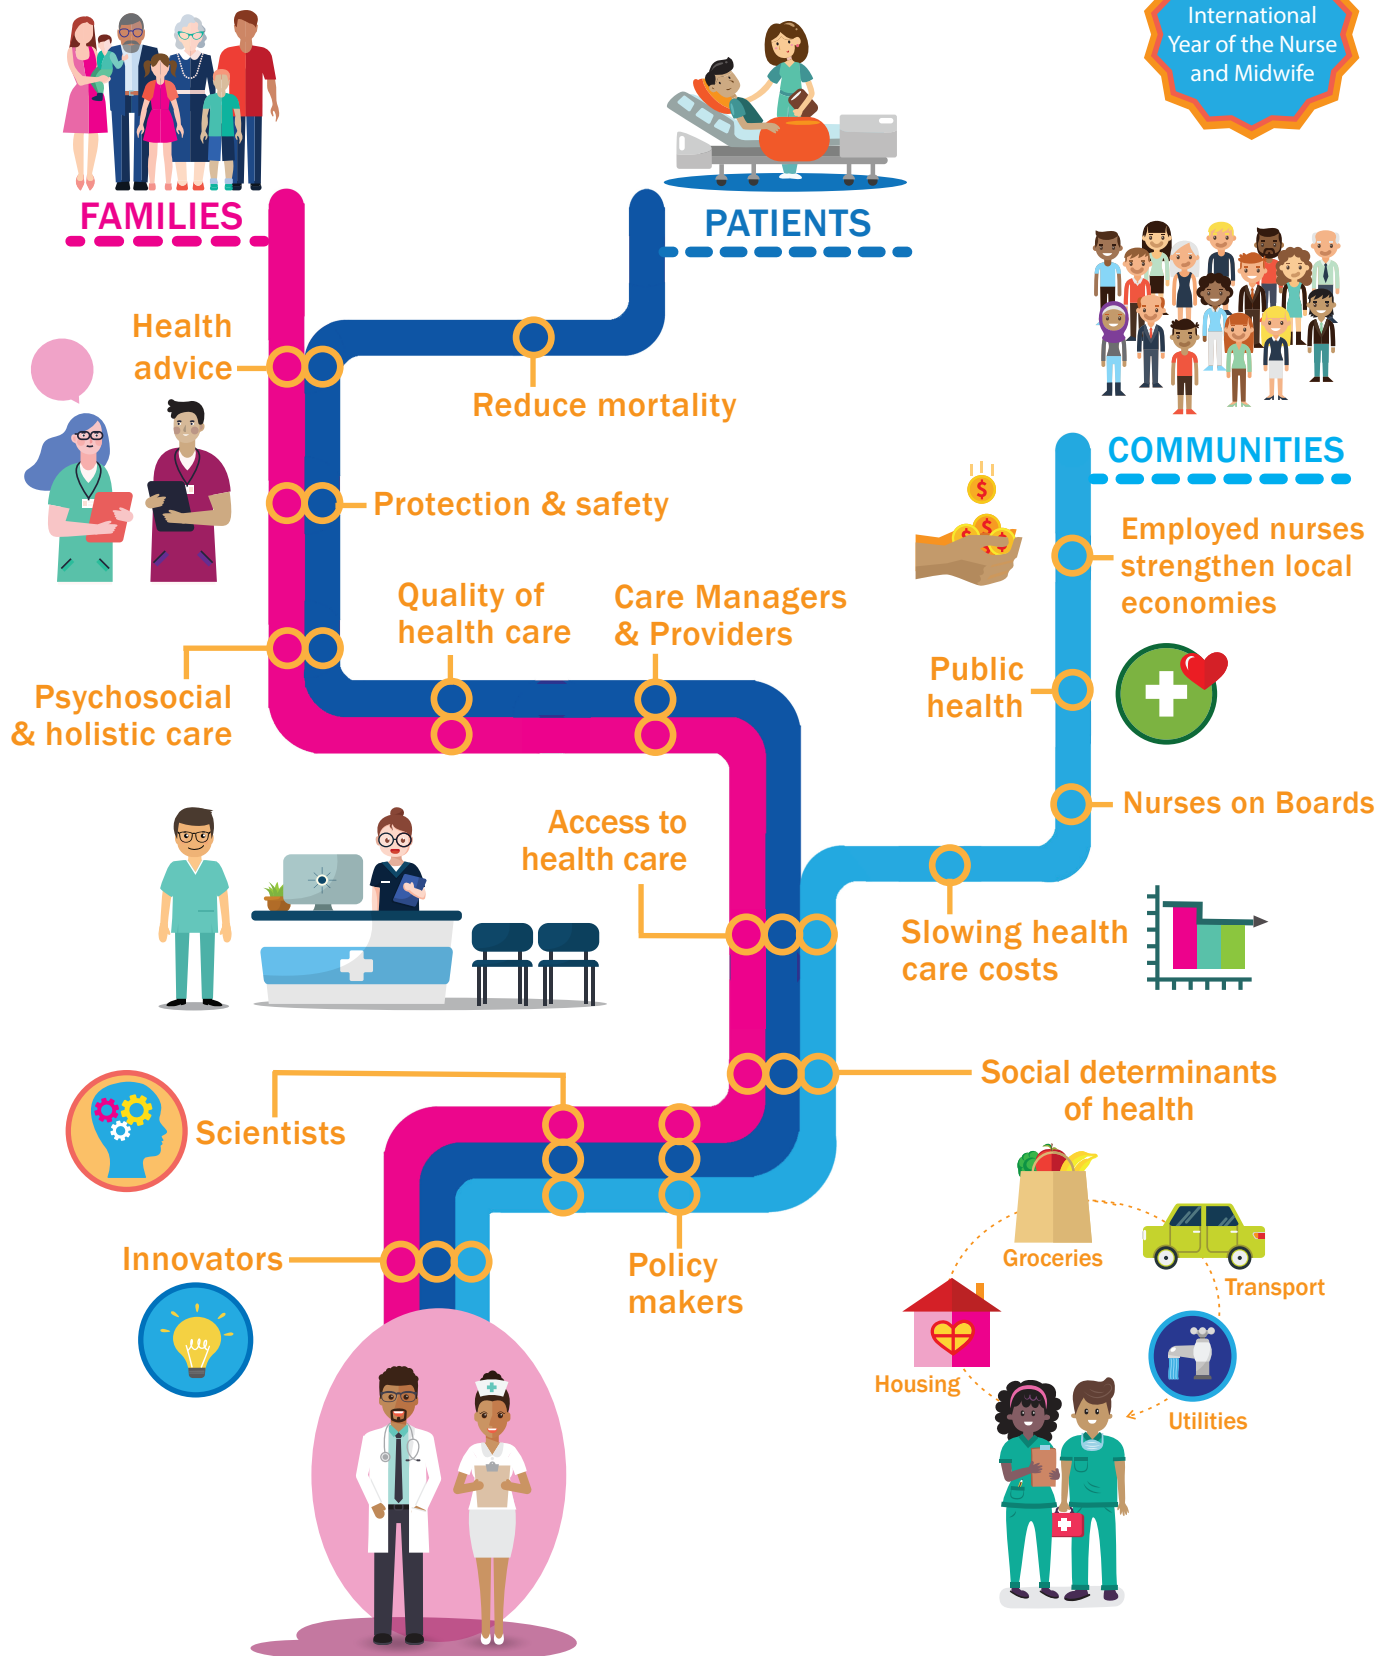 International
Year of the Nurse
and Midwife
FAMILIES
PATIENTS
Health
advice
Reduce mortality
COMMUNITIES
Protection & safety
Employed nurses
strengthen local
economies
Quality of
health care
Care Managers
& Providers
Public
health
Psychosocial
& holistic care
Nurses on Boards
Access to
health care
Slowing health
care costs
Social determinants
of health
Scientists
Innovators
Policy
makers
Groceries
Transport
Housing
Utilities